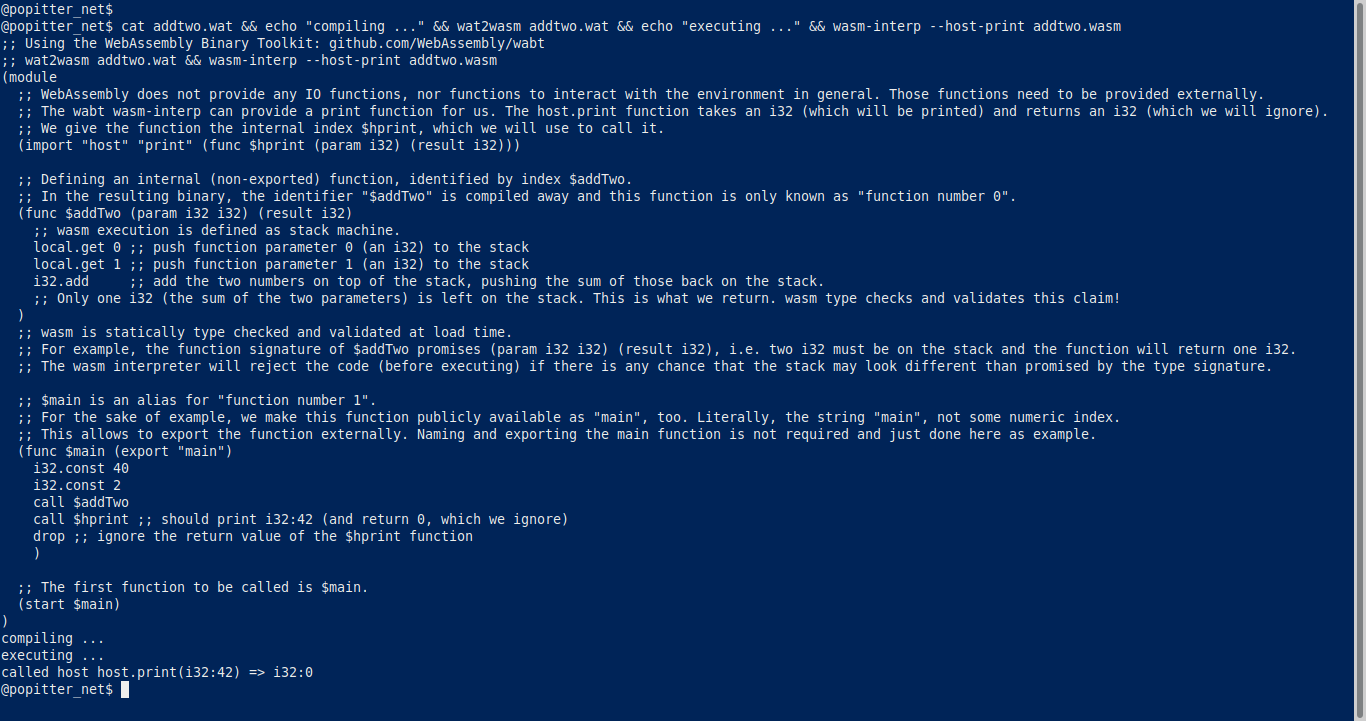 @popitter_net$
@popitter_net$ cat addtwo.wat && echo "compiling ..." && wat2wasm addtwo.wat && echo "executing ..." && wasm-interp --host-print addtwo.wasm
;; Using the WebAssembly Binary Toolkit: github.com/WebAssembly/wabt
;; wat2wasm addtwo.wat && wasm-interp --host-print addtwo.wasm
(module
  ;; WebAssembly does not provide any IO functions, nor functions to interact with the environment in general. Those functions need to be provided externally.
  ;; The wabt wasm-interp can provide a print function for us. The host.print function takes an i32 (which will be printed) and returns an i32 (which we will ignore).
  ;; We give the function the internal index $hprint, which we will use to call it.
  (import "host" "print" (func $hprint (param i32) (result i32)))

  ;; Defining an internal (non-exported) function, identified by index $addTwo.
  ;; In the resulting binary, the identifier "$addTwo" is compiled away and this function is only known as "function number 0".
  (func $addTwo (param i32 i32) (result i32)
    ;; wasm execution is defined as stack machine.
    local.get 0 ;; push function parameter 0 (an i32) to the stack
    local.get 1 ;; push function parameter 1 (an i32) to the stack
    i32.add     ;; add the two numbers on top of the stack, pushing the sum of those back on the stack.
    ;; Only one i32 (the sum of the two parameters) is left on the stack. This is what we return. wasm type checks and validates this claim!
  )
  ;; wasm is statically type checked and validated at load time.
  ;; For example, the function signature of $addTwo promises (param i32 i32) (result i32), i.e. two i32 must be on the stack and the function will return one i32.
  ;; The wasm interpreter will reject the code (before executing) if there is any chance that the stack may look different than promised by the type signature.

  ;; $main is an alias for "function number 1".
  ;; For the sake of example, we make this function publicly available as "main", too. Literally, the string "main", not some numeric index.
  ;; This allows to export the function externally. Naming and exporting the main function is not required and just done here as example.
  (func $main (export "main")
    i32.const 40
    i32.const 2
    call $addTwo
    call $hprint ;; should print i32:42 (and return 0, which we ignore)
    drop ;; ignore the return value of the $hprint function
    )

  ;; The first function to be called is $main.
  (start $main)
)
compiling ...
executing ...
called host host.print(i32:42) => i32:0
@popitter_net$